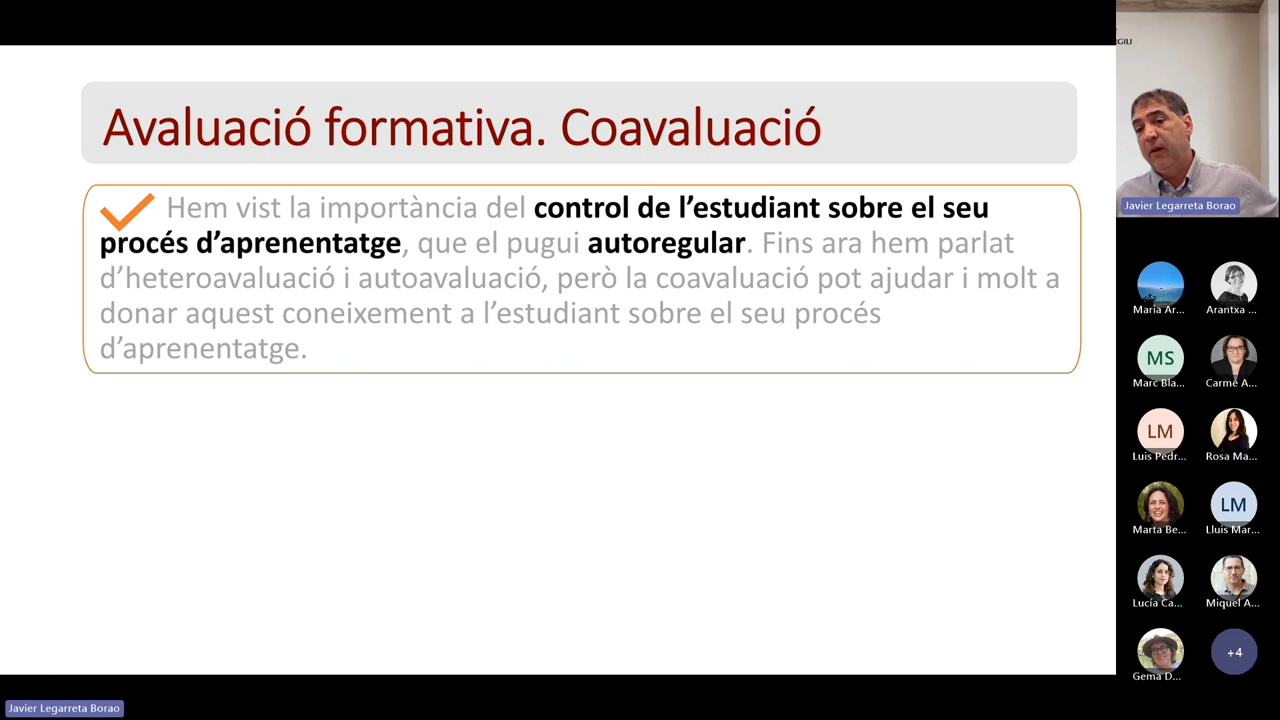 Avaluació formativa. Coavaluació
Hem vist la importància del control de l’estudiant sobre el seu
procés d’aprenentatge, que el pugui autoregular. Fins ara hem parlat
d’heteroavaluació i autoavaluació, però la coavaluació pot ajudar i molt a
donar aquest coneixement a l’estudiant sobre el seu procés
d’aprenentatge.
RGILI
Javier Legarreta Borao
Maria Ar...
Arantxa ...
MS
Marc Bla...
Carme A...
LM
Luis Pedr...
Rosa Ma...
Marta Be...
LM
Lluis Mar...
Lucía Ca...
Miquel A...
Gema D...
+4
Javier Legarreta Borao